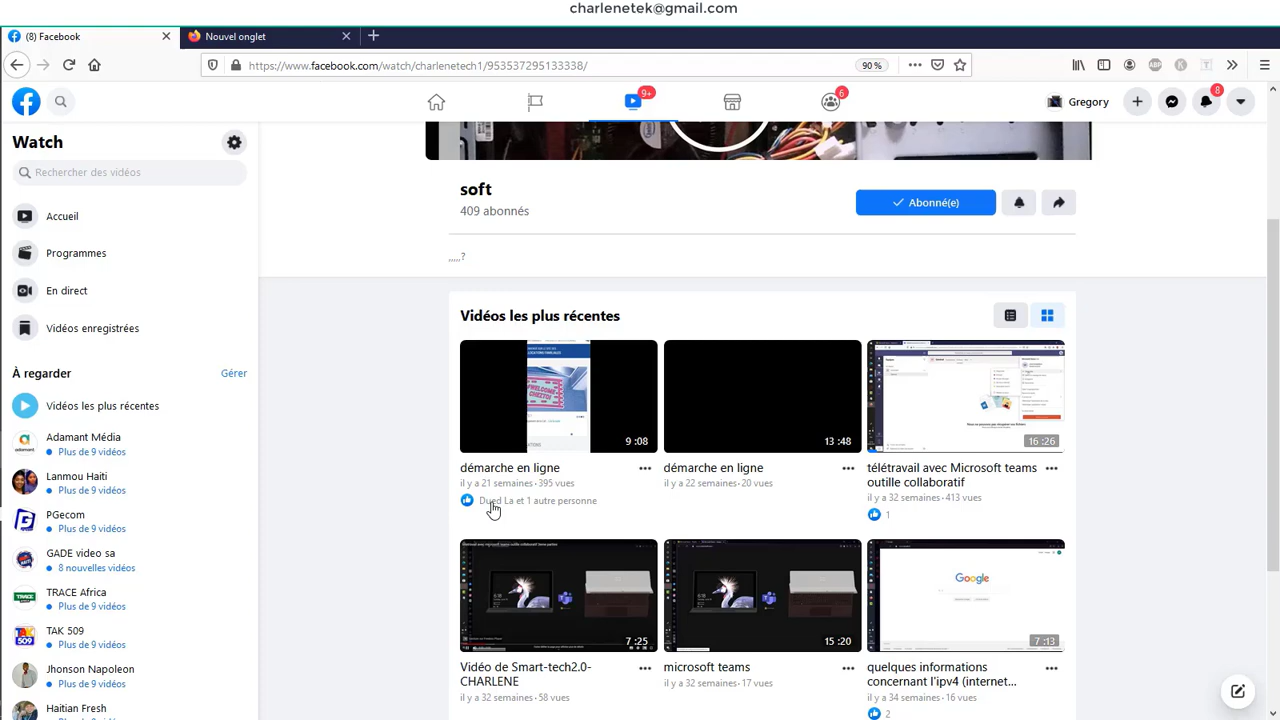 charlenetek@gmail.com
(8) Facebook
Nouvel onglet
https://www.facebook.com/watch/charlenetech1/953537295133338/
90 %
9+
6
Gregory
8
Watch
Rechercher des vidéos
Accueil
Programmes
En direct
Vidéos enregistrées
À regarder
Gérer
Vidéos les plus récentes
Adamant Média
Plus de 9 vidéos
Lanmou Haiti
Plus de 9 vidéos
PGecom
Plus de 9 vidéos
GADE video sa
8 nouvelles vidéos
TRACE Africa
Plus de 9 vidéos
TAK 509
Plus de 9 vidéos
Jhonson Napoleon
Plus de 9 vidéos
Haitian Fresh
soft
409 abonnés
Abonné(e)
,,,,,?
Vidéos les plus récentes
9:08
13:48
16:26
démarche en ligne
il y a 21 semaines · 395 vues
Dued La et 1 autre personne
démarche en ligne
il y a 22 semaines · 20 vues
télétravail avec Microsoft teams
outille collaboratif
il y a 32 semaines · 413 vues
1
7:25
15:20
Google
7:13
Vidéo de Smart-tech2.0-
CHARLENE
il y a 32 semaines · 58 vues
microsoft teams
il y a 32 semaines · 17 vues
quelques informations
concernant l'ipv4 (internet...
il y a 34 semaines · 16 vues
2